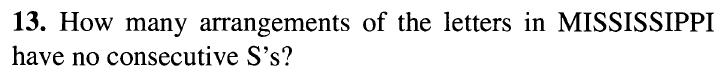 13. How many arrangements of the letters in MISSISSIPPI
have no consecutive S's?